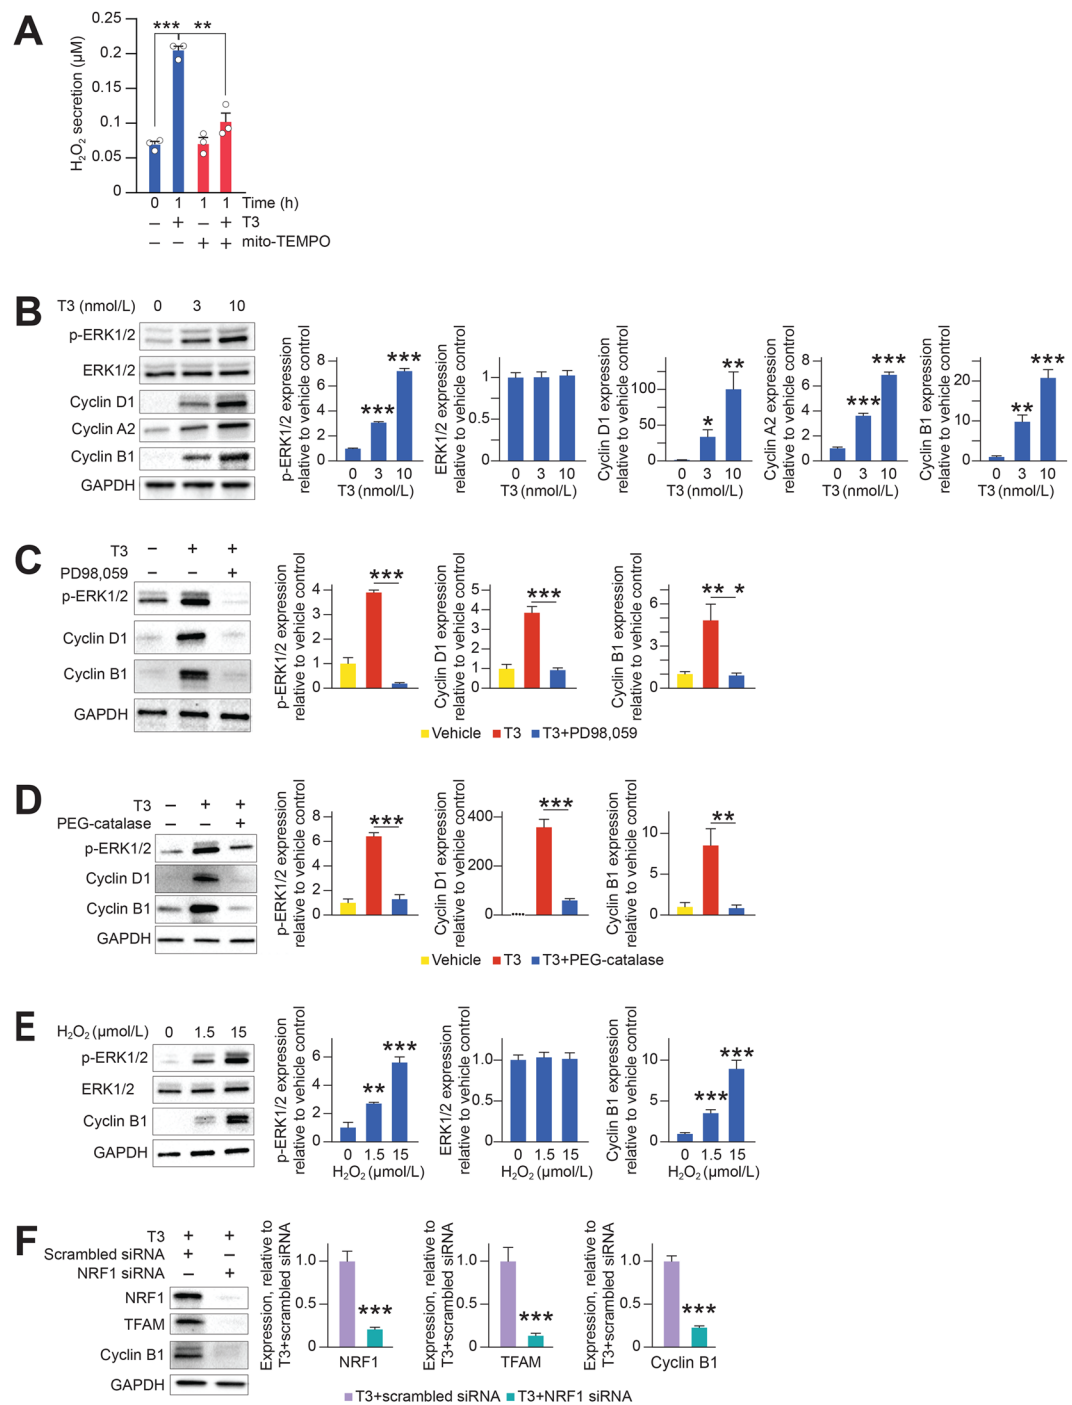 A
H₂O₂ secretion (µM)
0.25
0.2
0.15
0.1
0.05
0
*** **
0 1 1 1 Time (h)
– + – + T3
– – + + mito-TEMPO
B
T3 (nmol/L) 0 3 10
p-ERK1/2
ERK1/2
Cyclin D1
Cyclin A2
Cyclin B1
GAPDH
p-ERK1/2 expression
relative to vehicle control
8
6
4
2
0
***
***
0 3 10
T3 (nmol/L)
ERK1/2 expression
relative to vehicle control
1
0.5
0
0 3 10
T3 (nmol/L)
Cyclin D1 expression
relative to vehicle control
100
50
0
*
**
0 3 10
T3 (nmol/L)
Cyclin A2 expression
relative to vehicle control
8
6
4
2
0
***
***
0 3 10
T3 (nmol/L)
Cyclin B1 expression
relative to vehicle control
20
10
0
**
***
0 3 10
T3 (nmol/L)
C
T3 – + +
PD98,059 – – +
p-ERK1/2
Cyclin D1
Cyclin B1
GAPDH
p-ERK1/2 expression
relative to vehicle control
4
3
2
1
0
***
Cyclin D1 expression
relative to vehicle control
5
4
3
2
1
0
***
Cyclin B1 expression
relative to vehicle control
6
4
2
0
** *
Vehicle T3 T3+PD98,059
D
T3 – + +
PEG-catalase – – +
p-ERK1/2
Cyclin D1
Cyclin B1
GAPDH
p-ERK1/2 expression
relative to vehicle control
8
6
4
2
0
***
Cyclin D1 expression
relative to vehicle control
400
200
0
***
Cyclin B1 expression
relative to vehicle control
10
5
0
**
Vehicle T3 T3+PEG-catalase
E
H₂O₂ (µmol/L) 0 1.5 15
p-ERK1/2
ERK1/2
Cyclin B1
GAPDH
p-ERK1/2 expression
relative to vehicle control
6
4
2
0
**
***
0 1.5 15
H₂O₂ (µmol/L)
ERK1/2 expression
relative to vehicle control
1.0
0.5
0
0 1.5 15
H₂O₂ (µmol/L)
Cyclin B1 expression
relative to vehicle control
10
5
0
***
***
0 1.5 15
H₂O₂ (µmol/L)
F
T3 + +
Scrambled siRNA + –
NRF1 siRNA – +
NRF1
TFAM
Cyclin B1
GAPDH
Expression, relative to
T3+scrambled siRNA
1.0
0.5
0
***
NRF1
Expression, relative to
T3+scrambled siRNA
1.0
0.5
0
***
TFAM
Expression, relative to
T3+scrambled siRNA
1.0
0.5
0
***
Cyclin B1
T3+scrambled siRNA T3+NRF1 siRNA